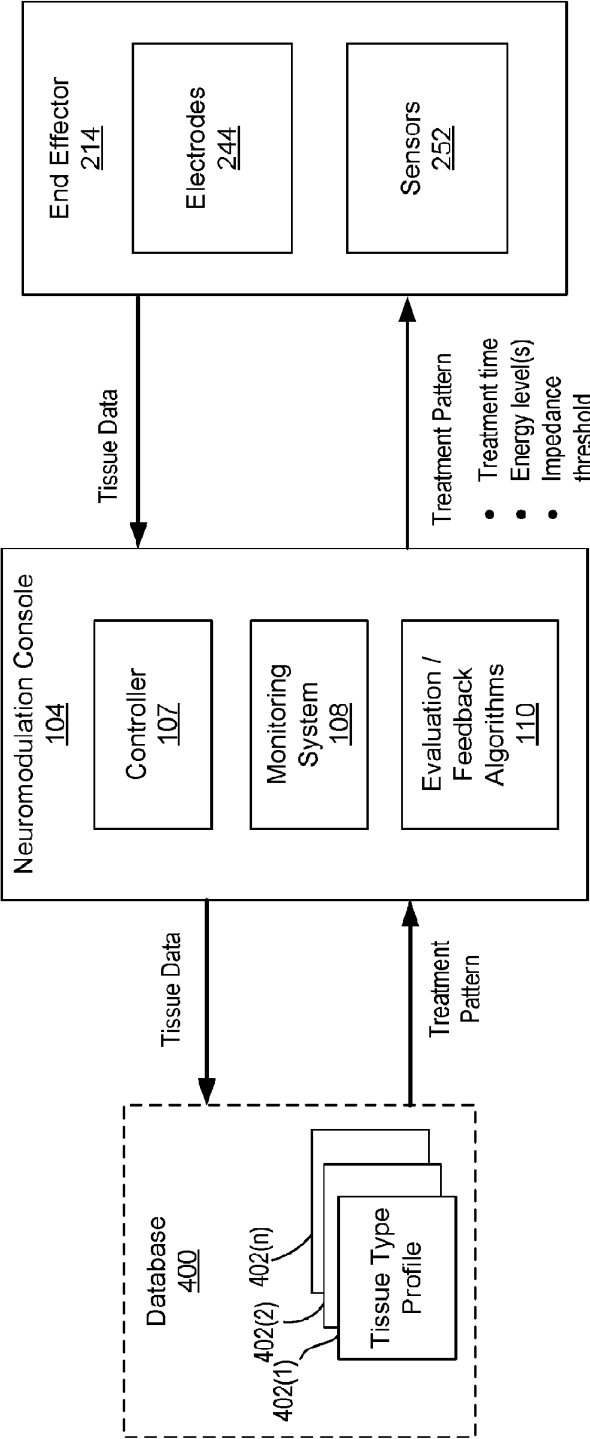 Database
400
402(n)
402(2)
402(1)
Tissue Type
Profile
Tissue Data
Treatment
Pattern
Neuromodulation Console
104
Controller
107
Monitoring
System
108
Evaluation /
Feedback
Algorithms
110
Tissue Data
Treatment Pattern
• Treatment time
• Energy level(s)
• Impedance
threshold
End Effector
214
Electrodes
244
Sensors
252